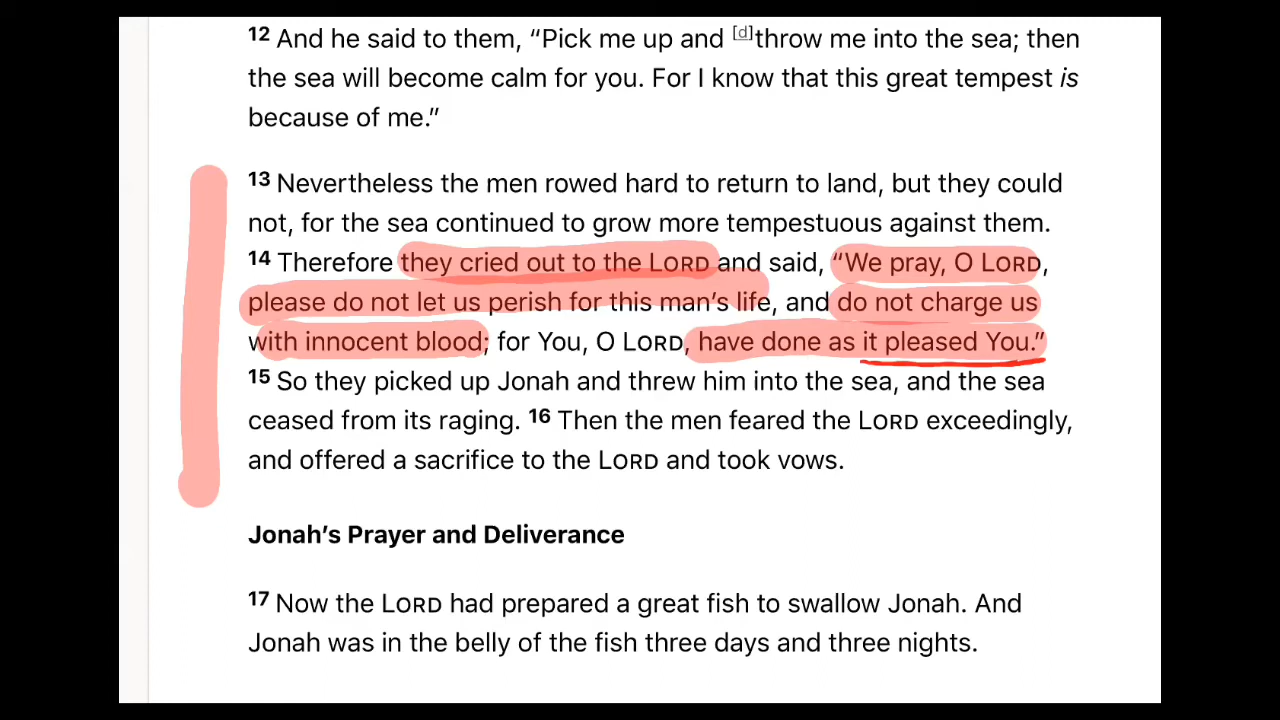 12 And he said to them, “Pick me up and [d]throw me into the sea; then
the sea will become calm for you. For I know that this great tempest is
because of me.”
13 Nevertheless the men rowed hard to return to land, but they could
not, for the sea continued to grow more tempestuous against them.
14 Therefore they cried out to the LORD and said, “We pray, O LORD,
please do not let us perish for this man’s life, and do not charge us
with innocent blood; for You, O LORD, have done as it pleased You.”
15 So they picked up Jonah and threw him into the sea, and the sea
ceased from its raging. 16 Then the men feared the LORD exceedingly,
and offered a sacrifice to the LORD and took vows.
Jonah’s Prayer and Deliverance
17 Now the LORD had prepared a great fish to swallow Jonah. And
Jonah was in the belly of the fish three days and three nights.